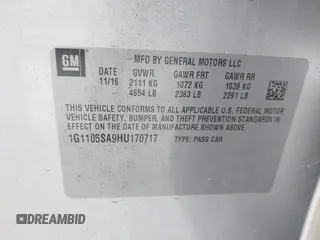 GM
MFD BY GENERAL MOTORS LLC
DATE GVWR GAWR FRT GAWR RR
11/16 2111 KG 1072 KG 1039 KG
4654 LB 2363 LB 2291 LB
THIS VEHICLE CONFORMS TO ALL APPLICABLE U.S. FEDERAL MOTOR
VEHICLE SAFETY, BUMPER, AND THEFT PREVENTION STANDARDS
IN EFFECT ON THE DATE OF MANUFACTURE SHOWN ABOVE.
1G1105SA9HU170717 TYPE: PASS CAR
DREAMBID